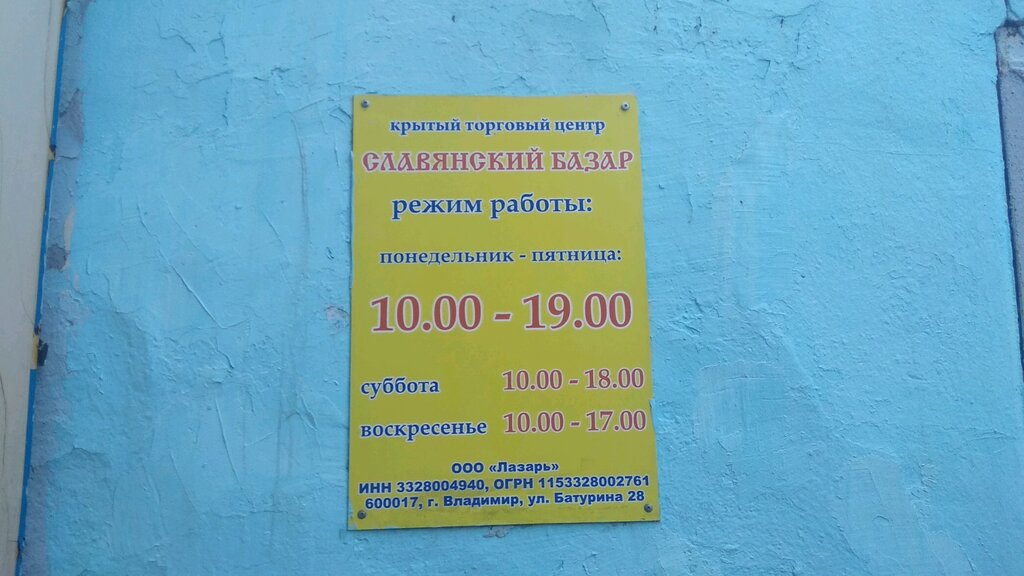 крытый торговый центр
СЛАВЯНСКИЙ БАЗАР
режим работы:
понедельник - пятница:
10.00 - 19.00
суббота 10.00 - 18.00
воскресенье 10.00 - 17.00
ООО «Лазарь»
ИНН 3328004940, ОГРН 1153328002761
600017, г. Владимир, ул. Батурина 28